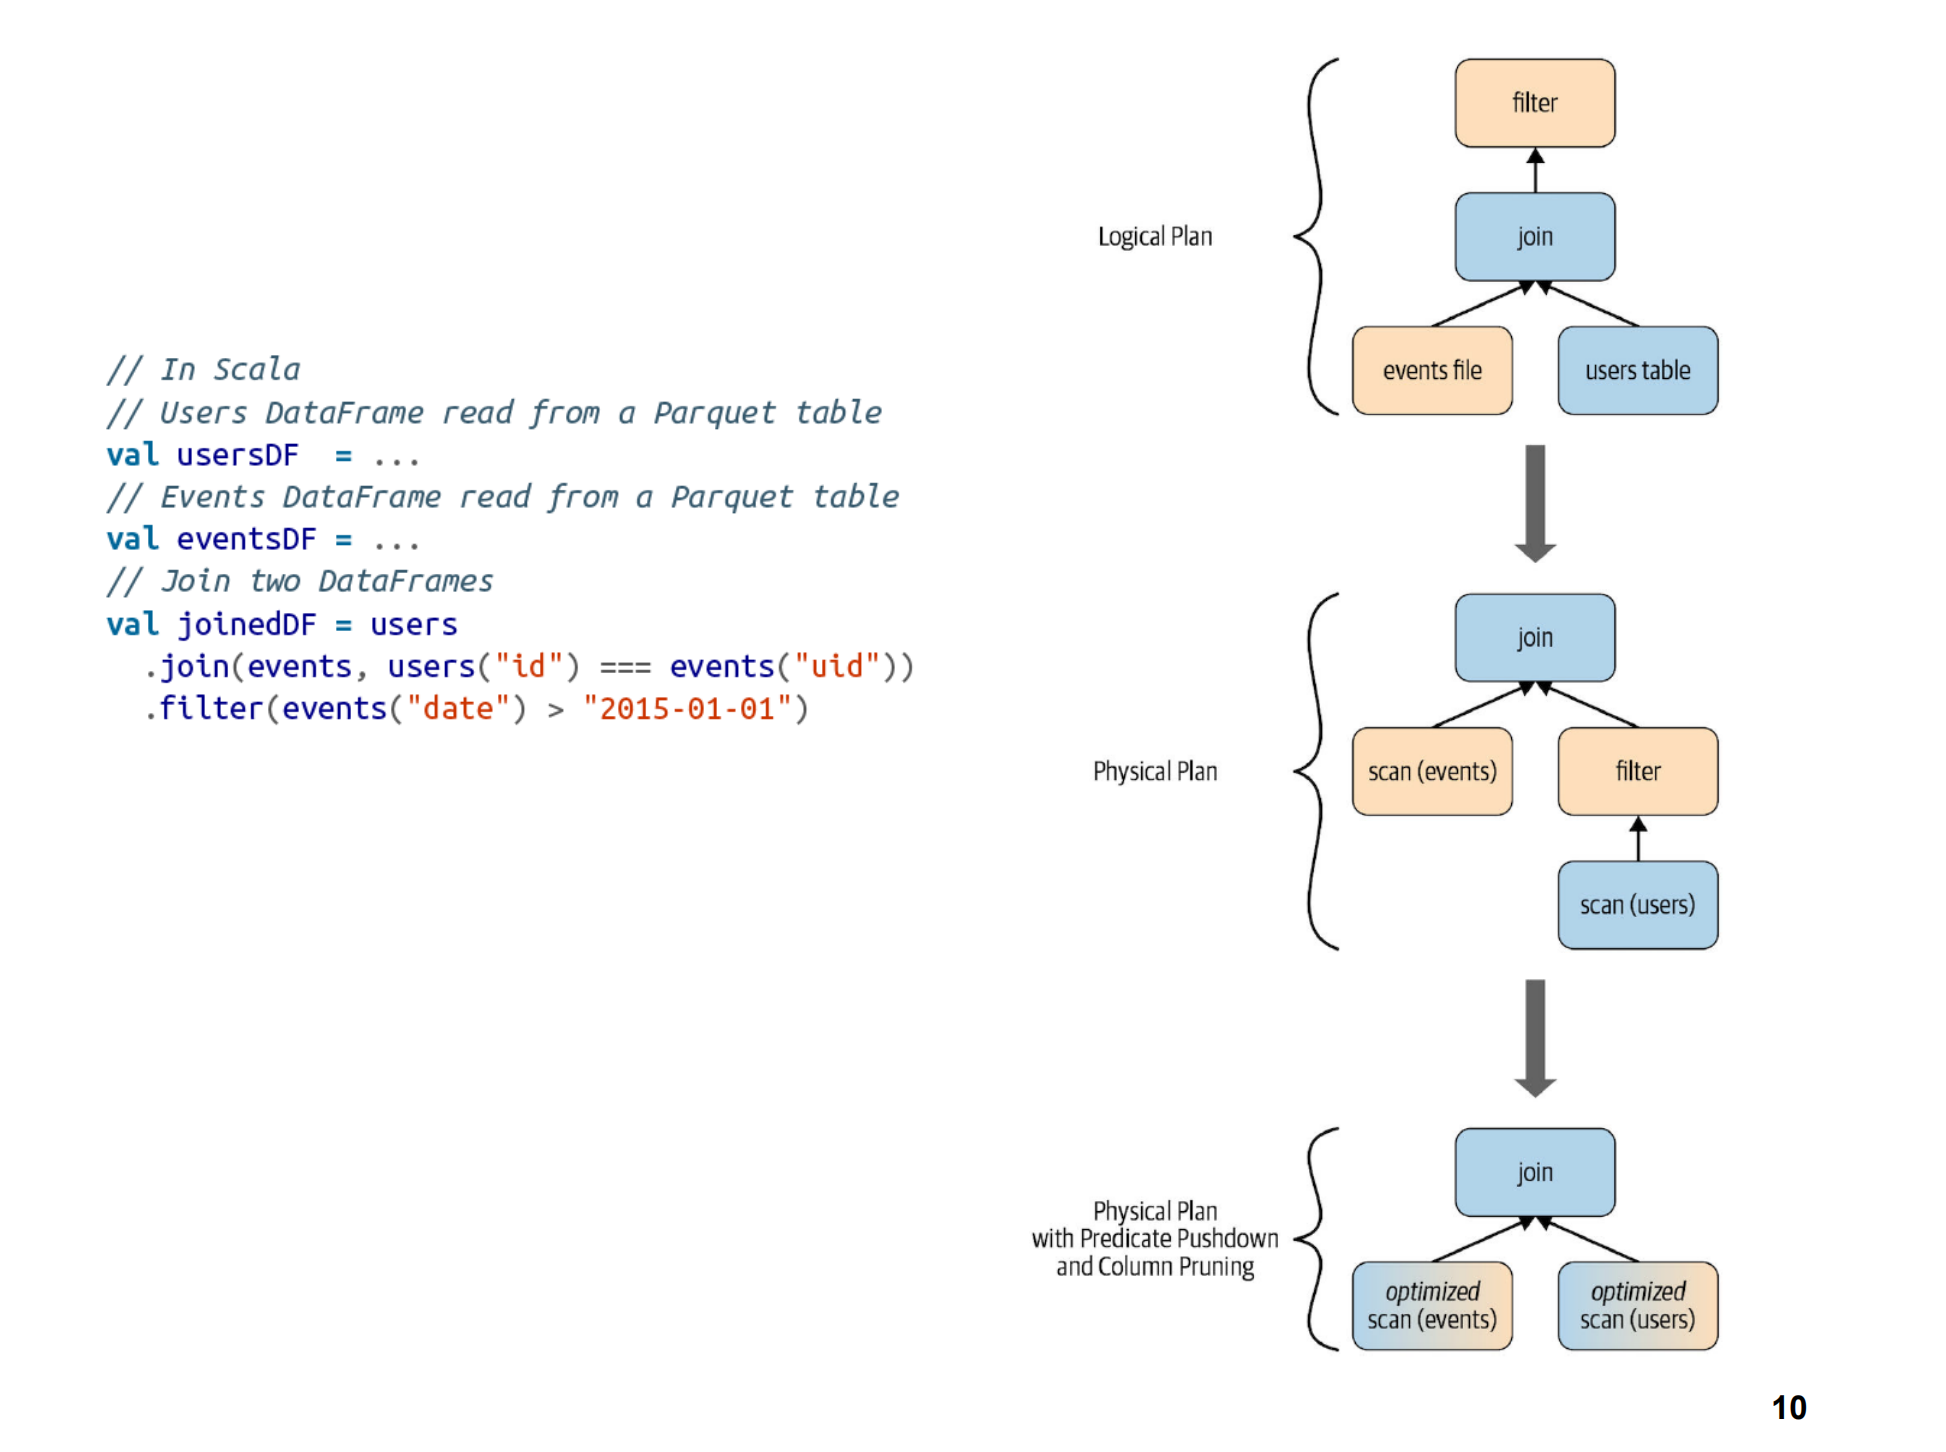 // In Scala
// Users DataFrame read from a Parquet table
val usersDF  = ...
// Events DataFrame read from a Parquet table
val eventsDF = ...
// Join two DataFrames
val joinedDF = users
  .join(events, users("id") === events("uid"))
  .filter(events("date") > "2015-01-01")
Logical Plan
filter
join
events file
users table
Physical Plan
join
scan (events)
filter
scan (users)
Physical Plan
with Predicate Pushdown
and Column Pruning
join
optimized
scan (events)
optimized
scan (users)
10